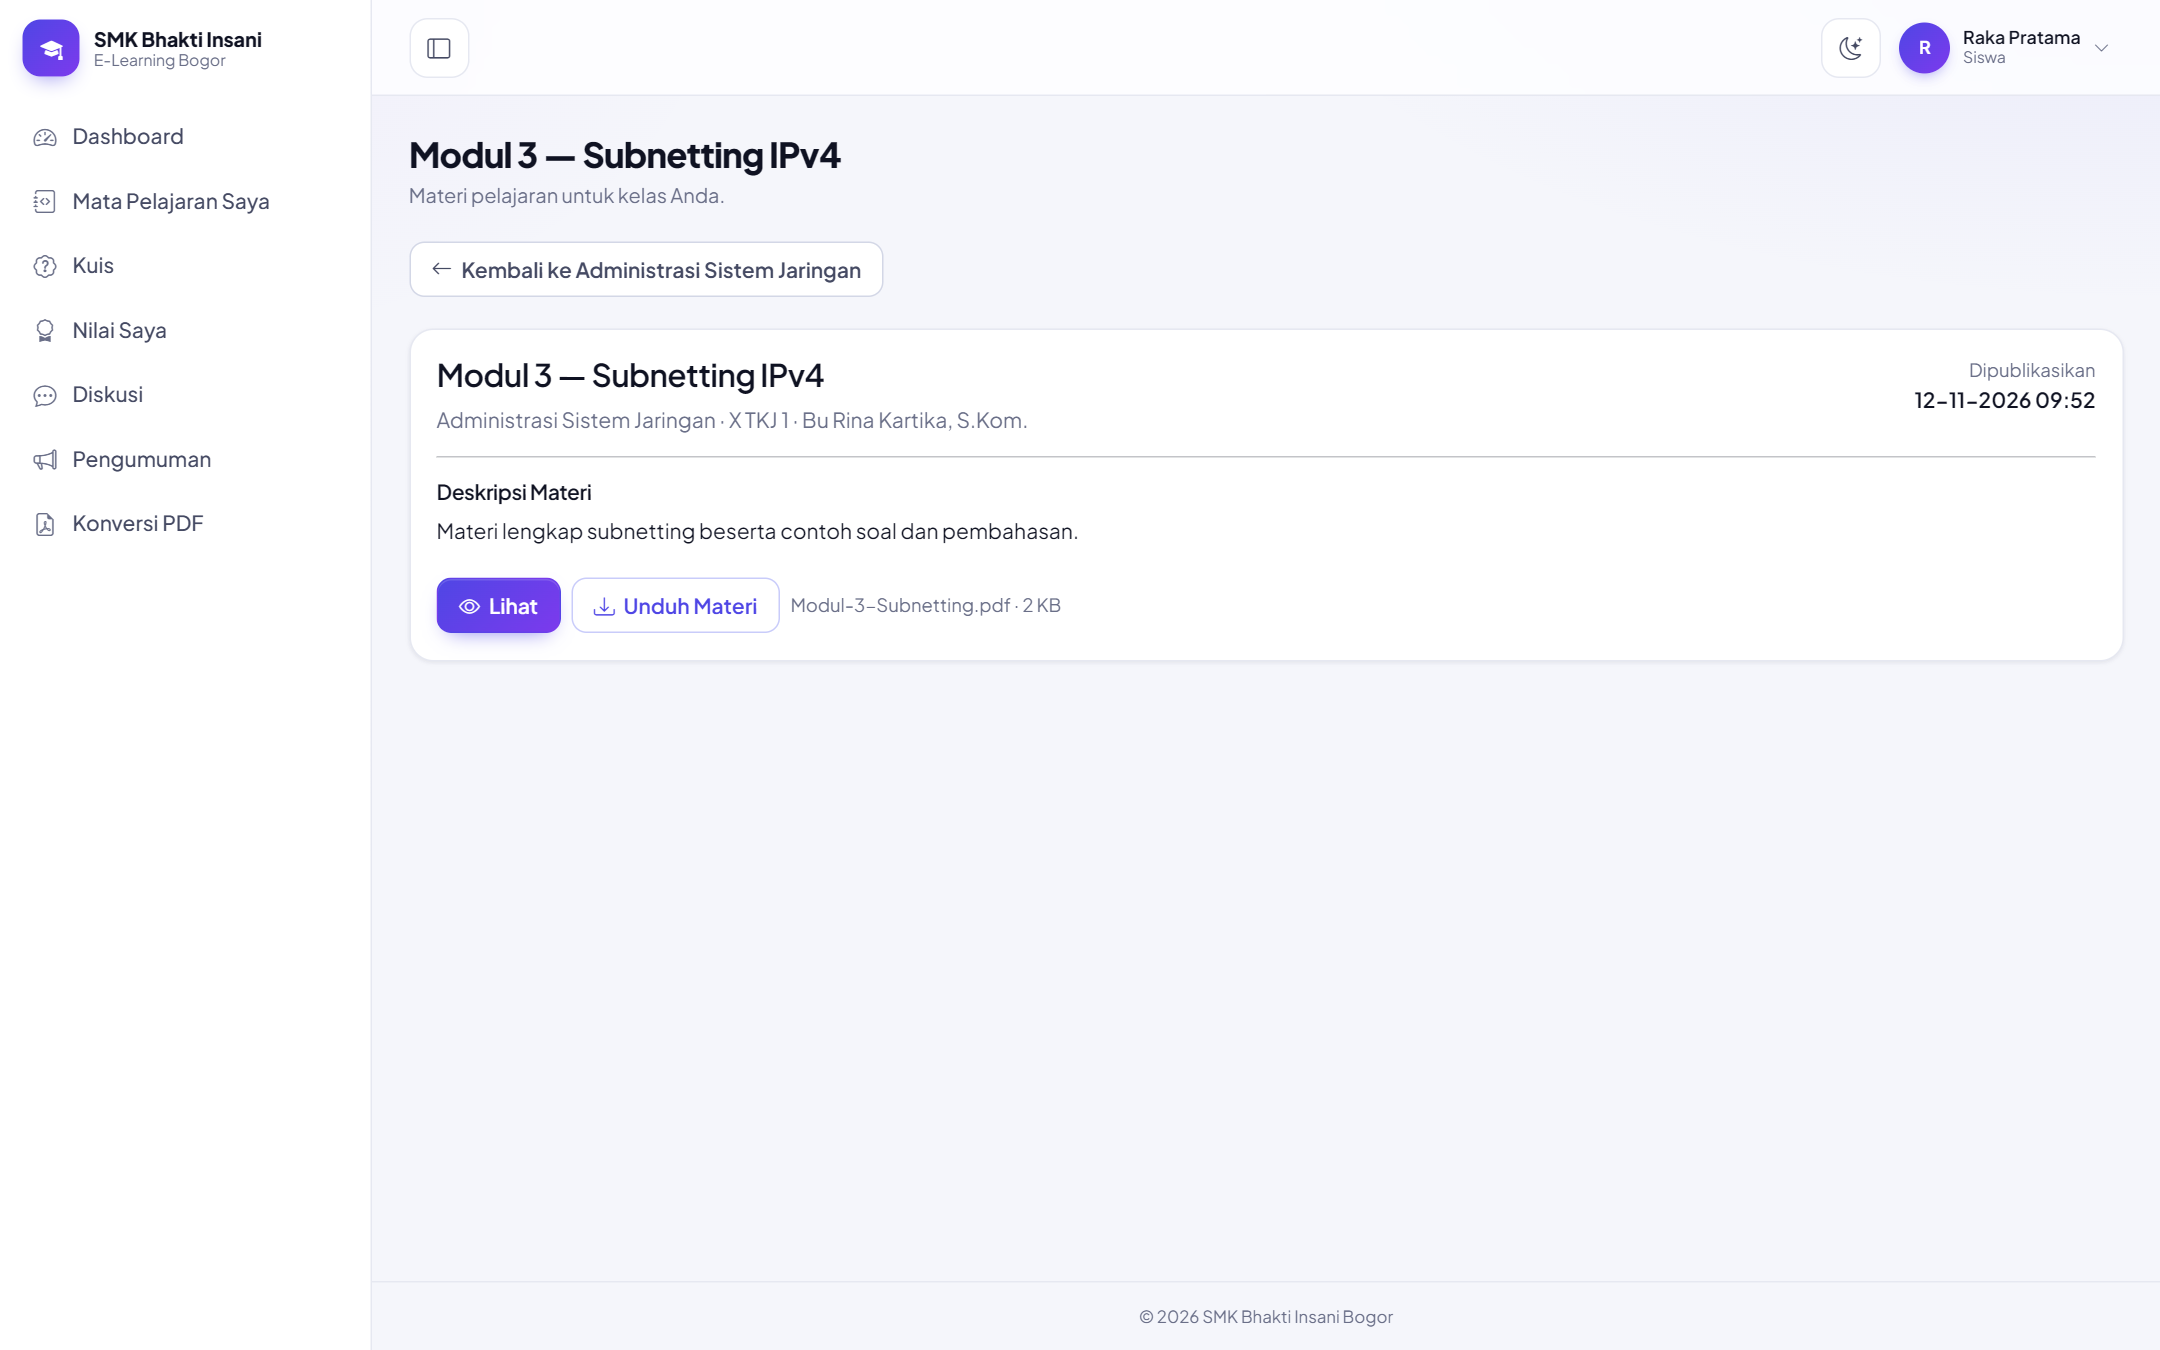 SMK Bhakti Insani
E-Learning Bogor
Dashboard
Mata Pelajaran Saya
Kuis
Nilai Saya
Diskusi
Pengumuman
Konversi PDF
R
Raka Pratama
Siswa
Modul 3 — Subnetting IPv4
Materi pelajaran untuk kelas Anda.
Kembali ke Administrasi Sistem Jaringan
Modul 3 — Subnetting IPv4
Administrasi Sistem Jaringan · X TKJ 1 · Bu Rina Kartika, S.Kom.
Dipublikasikan
12-11-2026 09:52
Deskripsi Materi
Materi lengkap subnetting beserta contoh soal dan pembahasan.
Lihat
Unduh Materi
Modul-3-Subnetting.pdf · 2 KB
© 2026 SMK Bhakti Insani Bogor